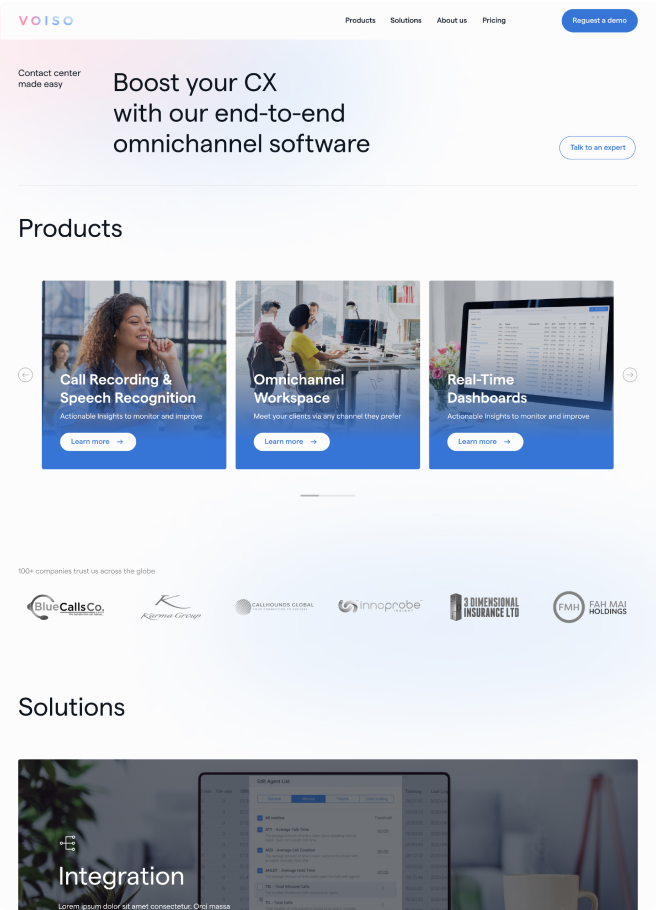 VOISO
Products Solutions About us Pricing
Reguest a demo
Contact center
made easy
Boost your CX
with our end-to-end
omnichannel software
Talk to an expert
Products
Call Recording &
Speech Recognition
Actionable Insights to monitor and improve
Learn more →
Omnichannel
Workspace
Meet your clients via any channel they prefer
Learn more →
Real-Time
Dashboards
Actionable Insights to monitor and improve
Learn more →
100+ companies trust us across the globe
BlueCallsCo.
Karma Group
CALLHOUNDS GLOBAL
innoprobe
3 DIMENSIONAL
INSURANCE LTD
FMH
FAH MAI
HOLDINGS
Solutions
Edit Agent List
Integration
Lorem ipsum dolor sit amet consectetur. Orci massa